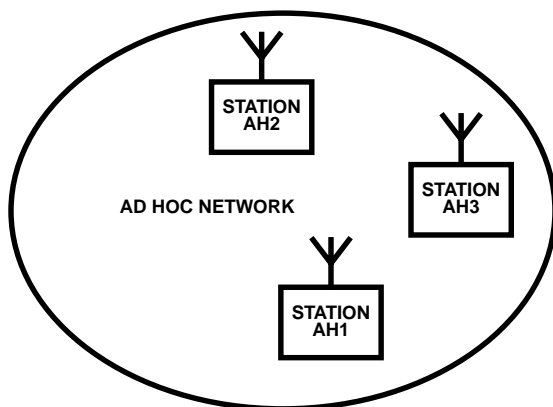 STATION
AH2
STATION
AH3
AD HOC NETWORK
STATION
AH1